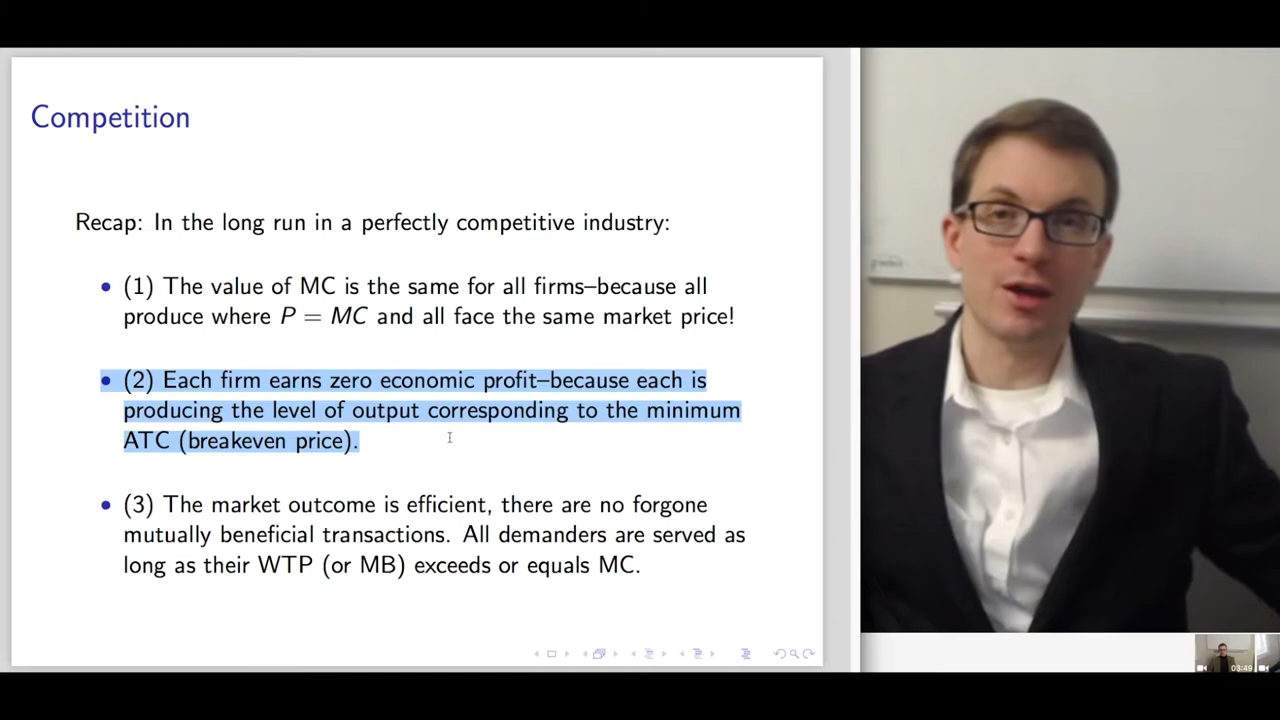 Competition
Recap: In the long run in a perfectly competitive industry:
• (1) The value of MC is the same for all firms–because all
produce where P = MC and all face the same market price!
• (2) Each firm earns zero economic profit–because each is
producing the level of output corresponding to the minimum
ATC (breakeven price).
• (3) The market outcome is efficient, there are no forgone
mutually beneficial transactions. All demanders are served as
long as their WTP (or MB) exceeds or equals MC.
03:49